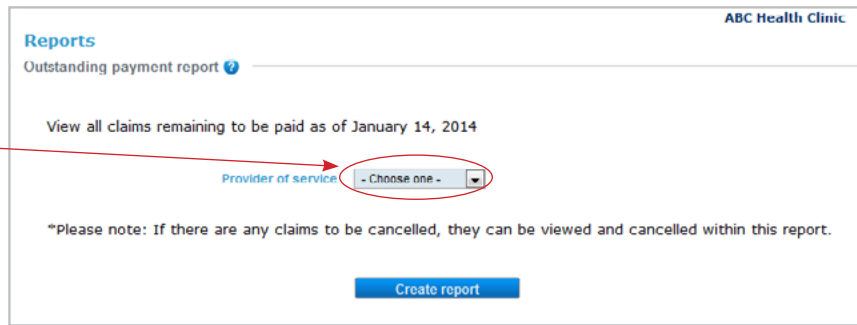 ABC Health Clinic
Reports
Outstanding payment report ?
View all claims remaining to be paid as of January 14, 2014
Provider of service - Choose one -
*Please note: If there are any claims to be cancelled, they can be viewed and cancelled within this report.
Create report